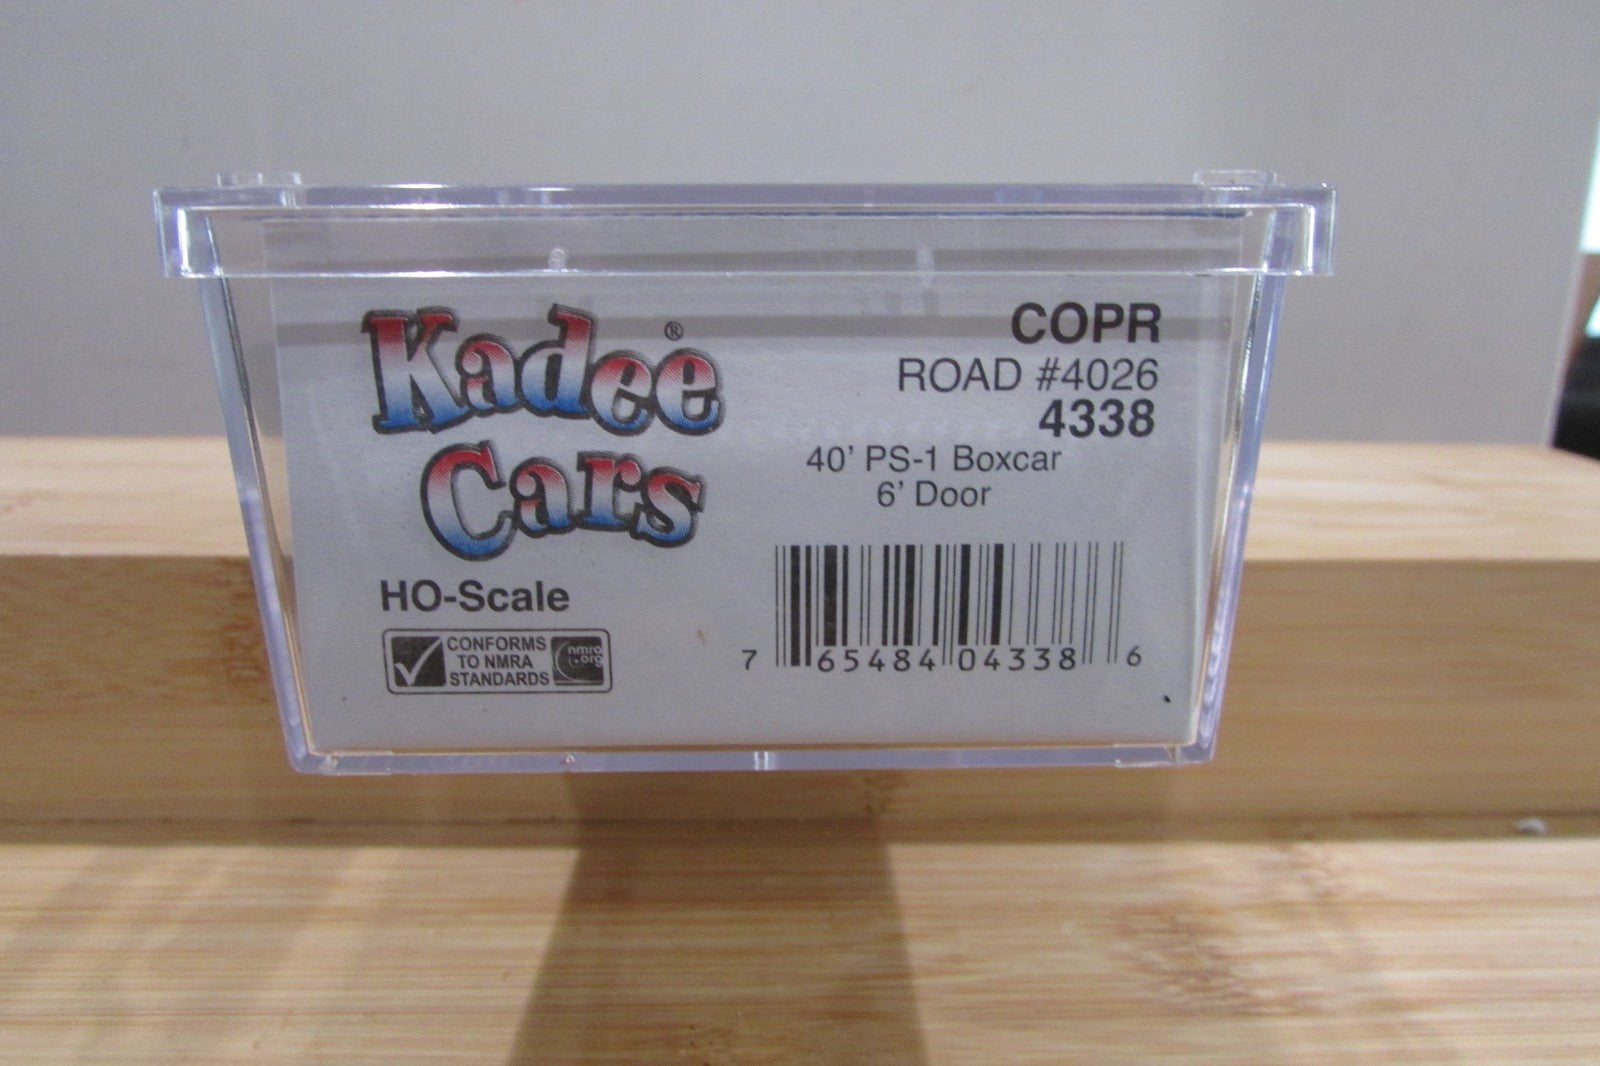 Kadee®
Cars
HO-Scale
CONFORMS
TO NMRA
STANDARDS
nmra
.org
COPR
ROAD #4026
4338
40' PS-1 Boxcar
6' Door
7 65484 04338 6